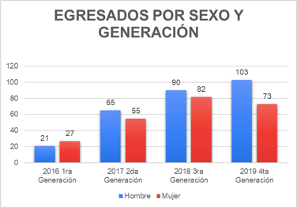 EGRESADOS POR SEXO Y
GENERACIÓN
120
100
80
60
40
20
0
21
27
65
55
90
82
103
73
2016 1ra
Generación
2017 2da
Generación
2018 3ra
Generación
2019 4ta
Generación
Hombre
Mujer